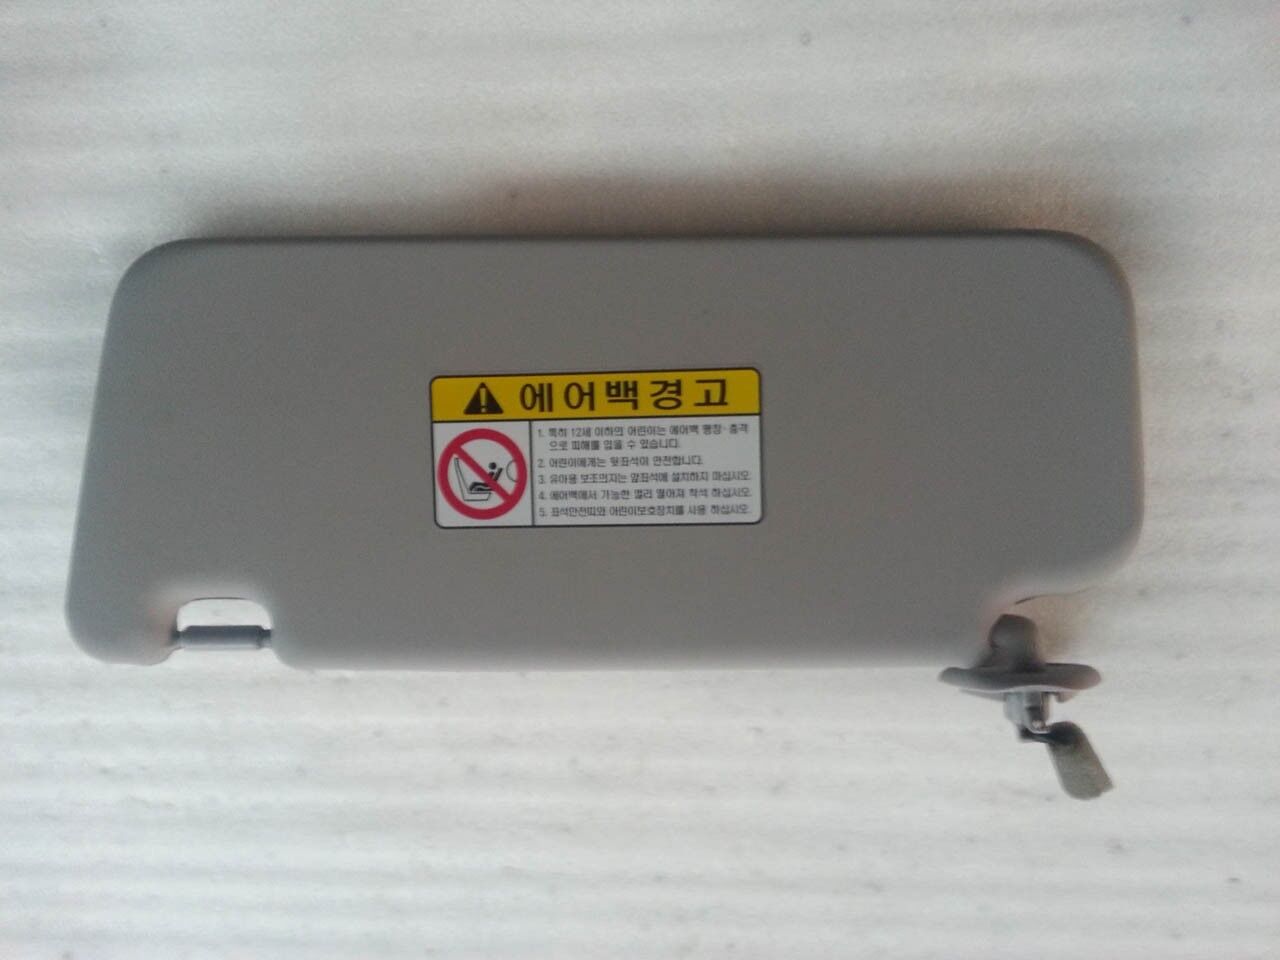 에어백경고
1. 특히 12세 이하의 어린이는 에어백 팽창·충격
으로 피해를 입을 수 있습니다.
2. 어린이에게는 뒷좌석이 안전합니다.
3. 유아용 보조의자는 앞좌석에 설치하지 마십시오.
4. 에어백에서 가능한 멀리 떨어져 착석 하십시오.
5. 좌석안전띠와 어린이보호장치를 사용 하십시오.